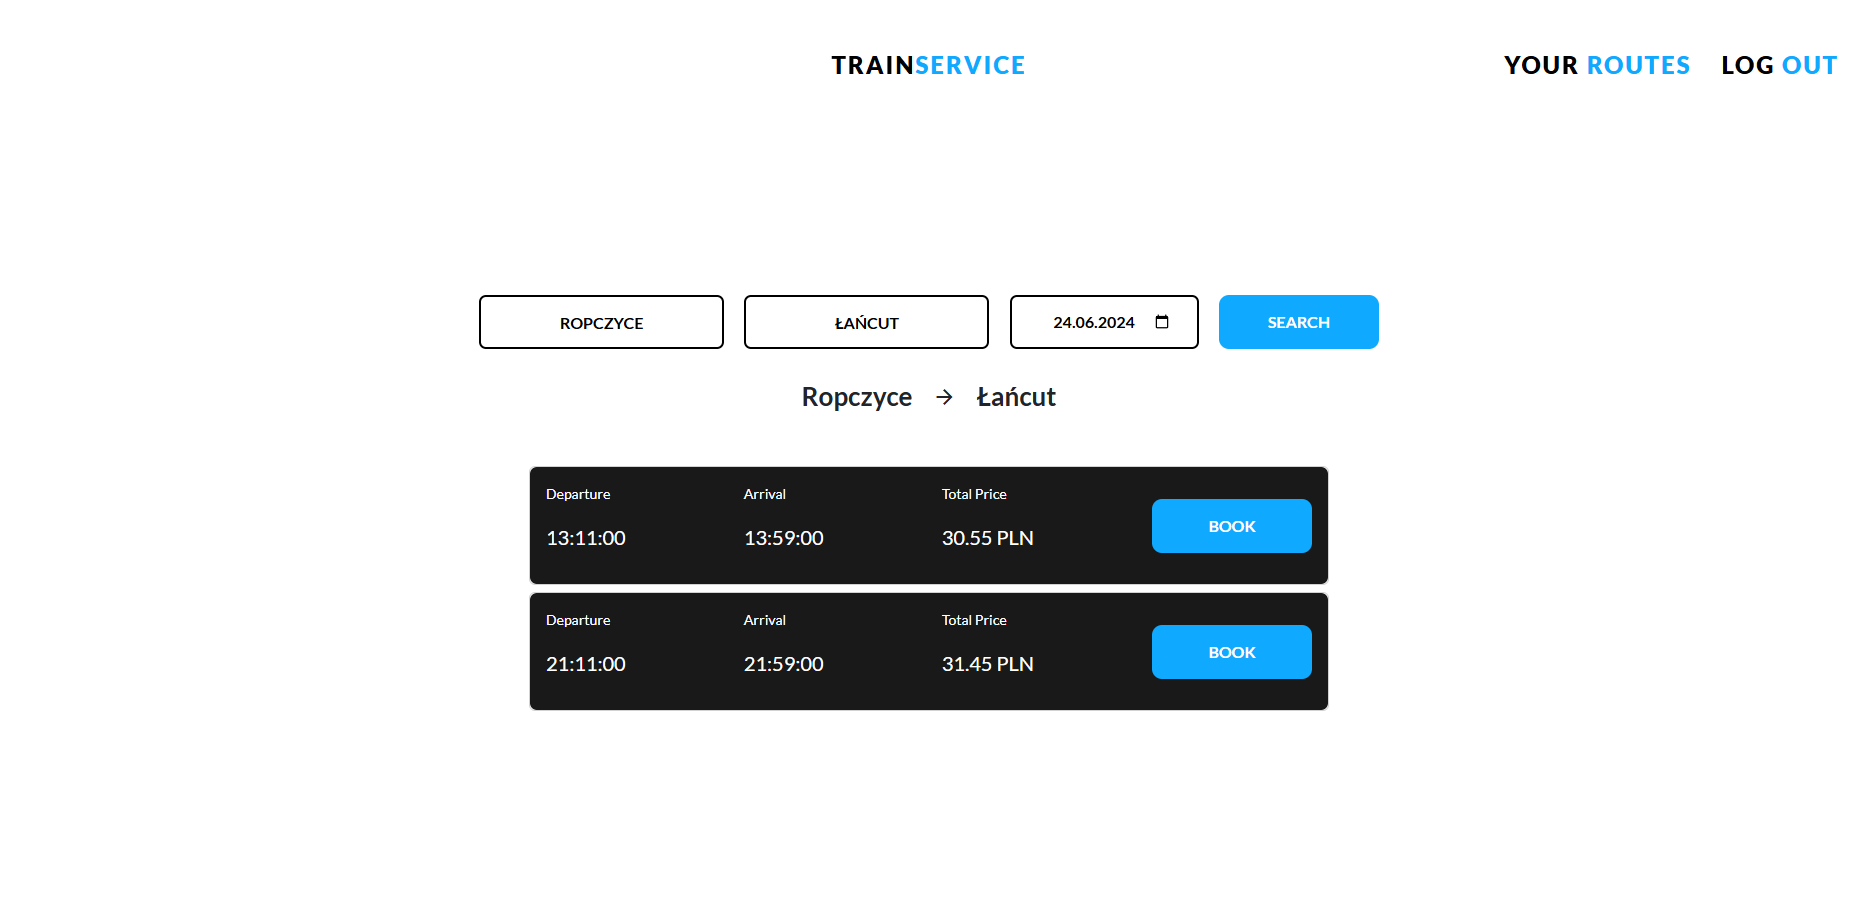 TRAINSERVICE
YOUR ROUTES
LOG OUT
ROPCZYCE
ŁAŃCUT
24.06.2024
SEARCH
Ropczyce → Łańcut
Departure
Arrival
Total Price
13:11:00
13:59:00
30.55 PLN
BOOK
Departure
Arrival
Total Price
21:11:00
21:59:00
31.45 PLN
BOOK